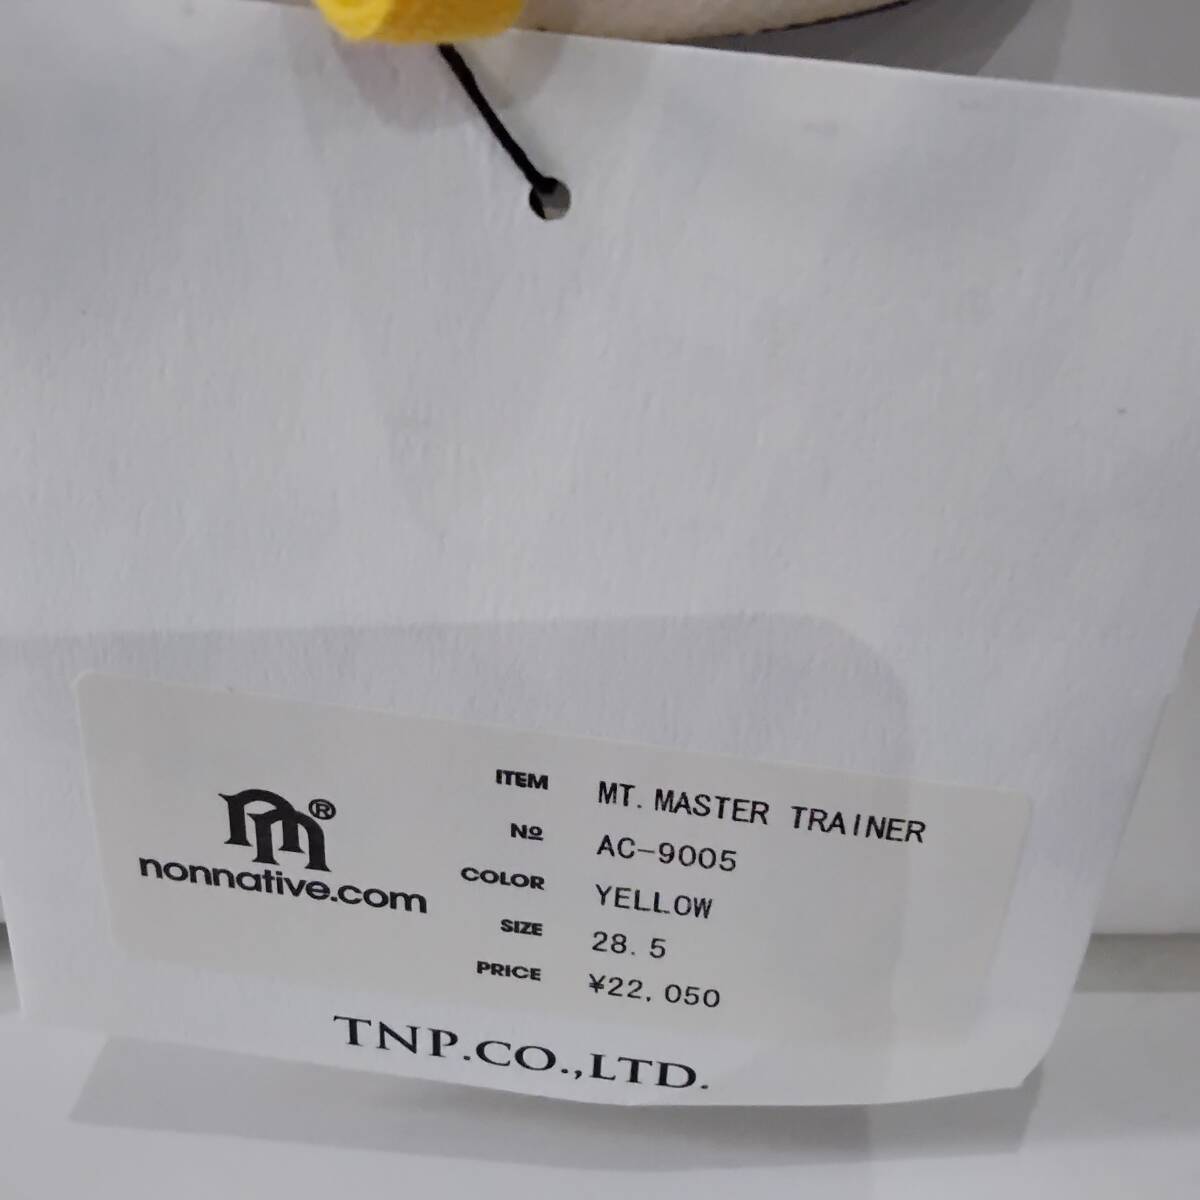 ITEM MT. MASTER TRAINER
№ AC-9005
COLOR YELLOW
SIZE 28.5
PRICE ¥22,050
®
nonnative.com
TNP.CO.,LTD.